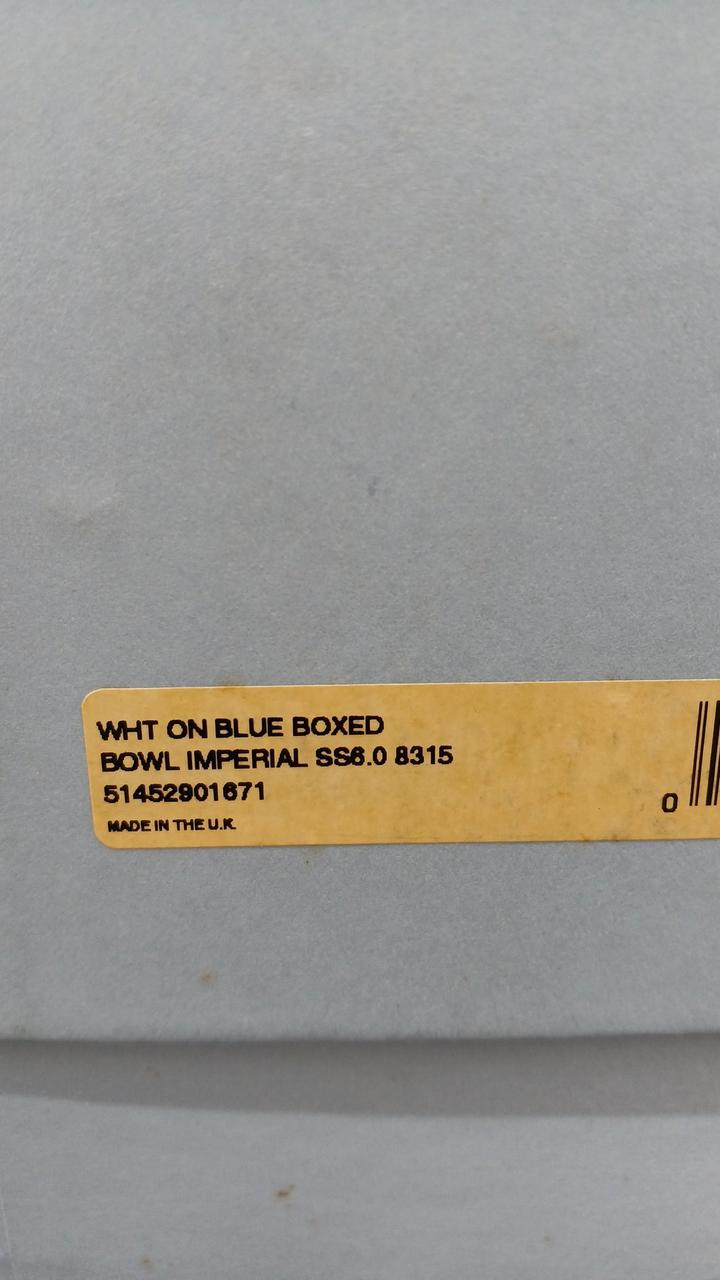 WHT ON BLUE BOXED
BOWL IMPERIAL SS6.0 8315
51452901671
MADE IN THE U.K.
0